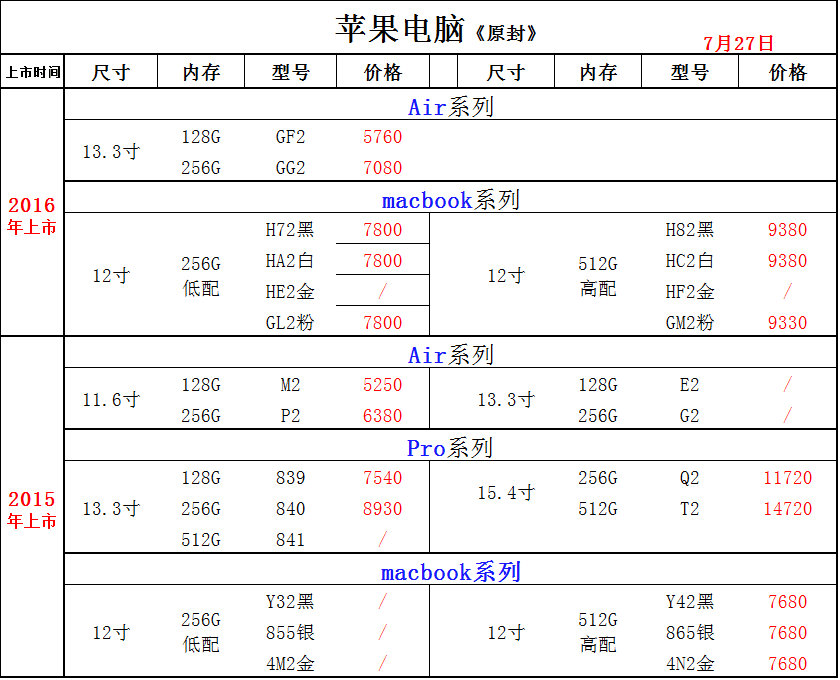 苹果电脑《原封》
7月27日
上市时间 尺寸 内存 型号 价格 尺寸 内存 型号 价格
2016
年上市
Air系列
13.3寸
128G GF2 5760
256G GG2 7080
macbook系列
12寸
256G
低配
H72黑 7800
HA2白 7800
HE2金 /
GL2粉 7800
12寸
512G
高配
H82黑 9380
HC2白 9380
HF2金 /
GM2粉 9330
2015
年上市
Air系列
11.6寸
128G M2 5250
256G P2 6380
13.3寸
128G E2 /
256G G2 /
Pro系列
13.3寸
128G 839 7540
256G 840 8930
512G 841 /
15.4寸
256G Q2 11720
512G T2 14720
macbook系列
12寸
256G
低配
Y32黑 /
855银 /
4M2金 /
12寸
512G
高配
Y42黑 7680
865银 7680
4N2金 7680